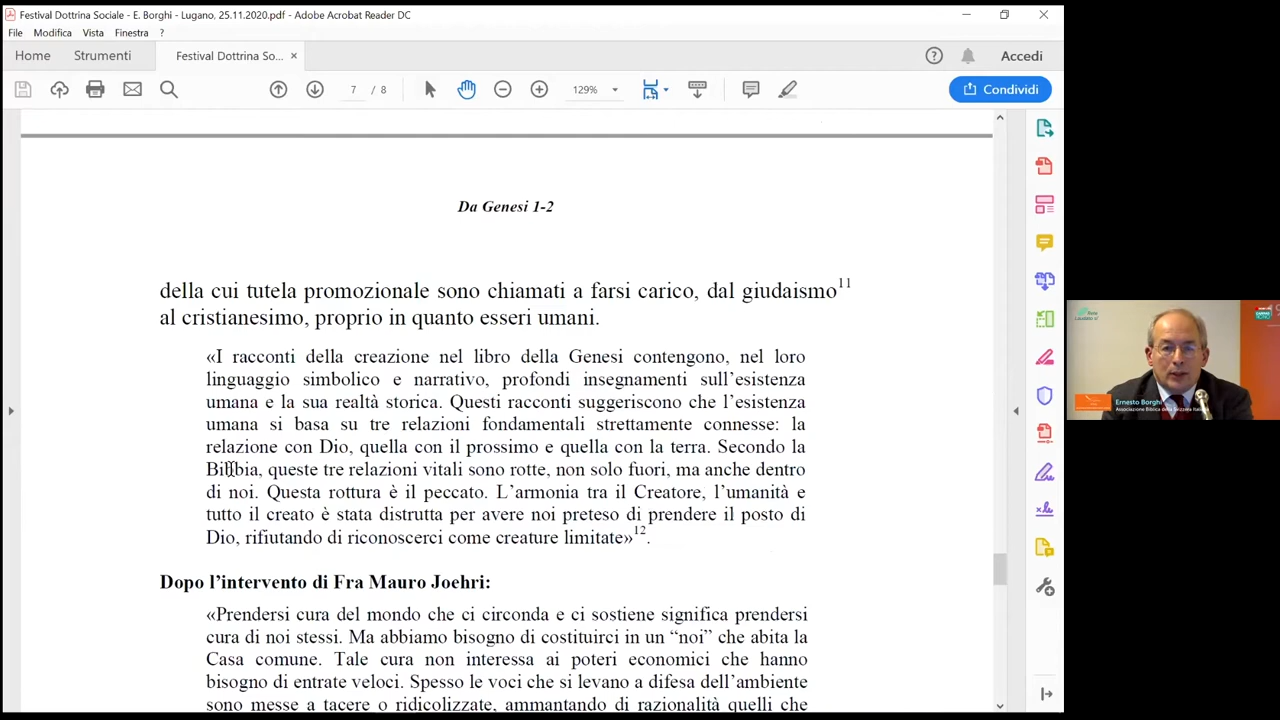 Festival Dottrina Sociale - E. Borghi - Lugano, 25.11.2020.pdf - Adobe Acrobat Reader DC
File Modifica Vista Finestra ?
Home Strumenti Festival Dottrina So... × Accedi
7 / 8 129% Condividi
Da Genesi 1-2
della cui tutela promozionale sono chiamati a farsi carico, dal giudaismo11
al cristianesimo, proprio in quanto esseri umani.
«I racconti della creazione nel libro della Genesi contengono, nel loro
linguaggio simbolico e narrativo, profondi insegnamenti sull’esistenza
umana e la sua realtà storica. Questi racconti suggeriscono che l’esistenza
umana si basa su tre relazioni fondamentali strettamente connesse: la
relazione con Dio, quella con il prossimo e quella con la terra. Secondo la
Bibbia, queste tre relazioni vitali sono rotte, non solo fuori, ma anche dentro
di noi. Questa rottura è il peccato. L’armonia tra il Creatore, l’umanità e
tutto il creato è stata distrutta per avere noi preteso di prendere il posto di
Dio, rifiutando di riconoscerci come creature limitate»12.
Dopo l’intervento di Fra Mauro Joehri:
«Prendersi cura del mondo che ci circonda e ci sostiene significa prendersi
cura di noi stessi. Ma abbiamo bisogno di costituirci in un “noi” che abita la
Casa comune. Tale cura non interessa ai poteri economici che hanno
bisogno di entrate veloci. Spesso le voci che si levano a difesa dell’ambiente
sono messe a tacere o ridicolizzate, ammantando di razionalità quelli che
Ernesto Borghi
Associazione Biblica della Svizzera Italiana